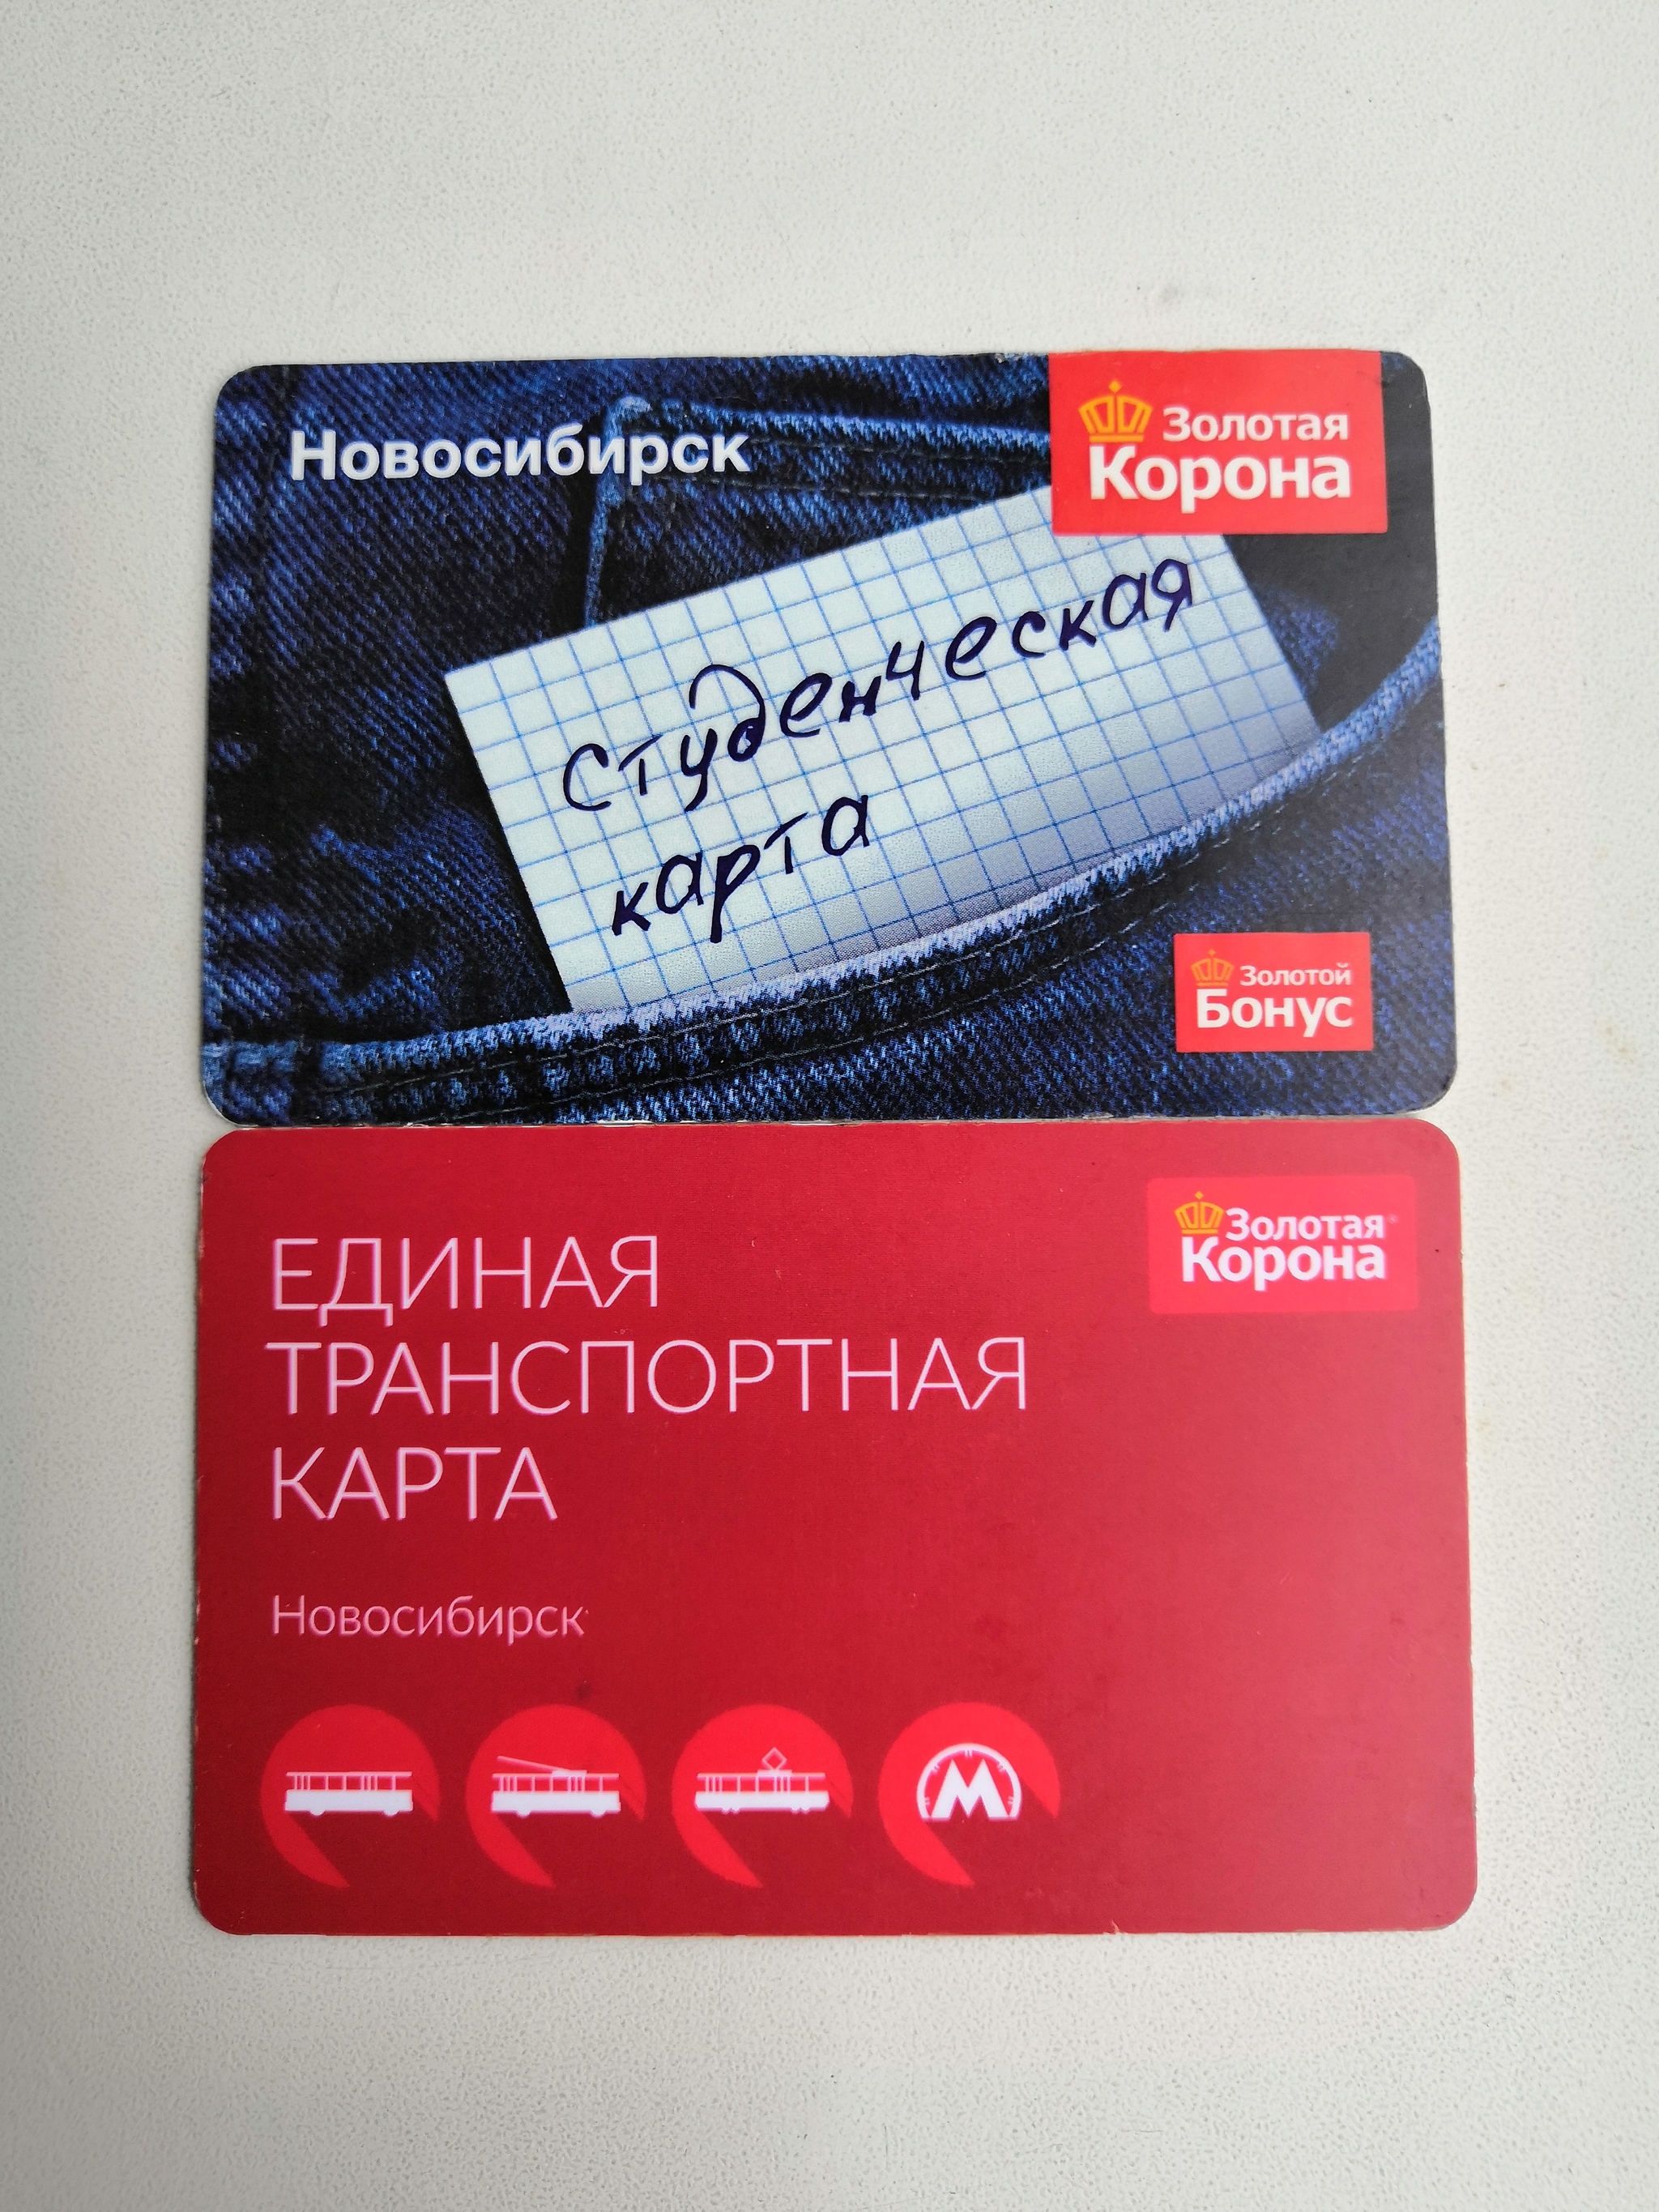 Новосибирск
Золотая
Корона
Студенческая
карта
Золотой
Бонус
ЕДИНАЯ
ТРАНСПОРТНАЯ
КАРТА
Золотая
Корона
Новосибирск
М